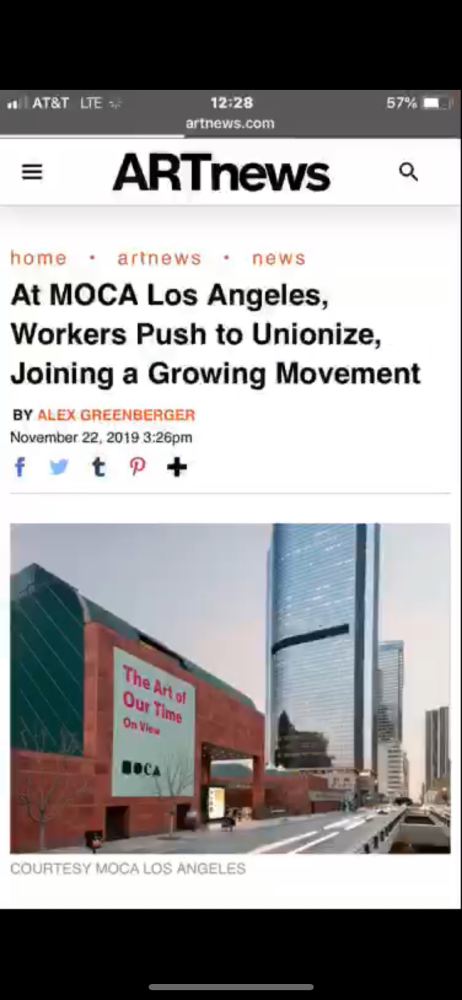 AT&T LTE 12:28 57%
artnews.com
ARTnews
home • artnews • news
At MOCA Los Angeles,
Workers Push to Unionize,
Joining a Growing Movement
BY ALEX GREENBERGER
November 22, 2019 3:26pm
The Art of
Our Time
On View
MOCA
COURTESY MOCA LOS ANGELES